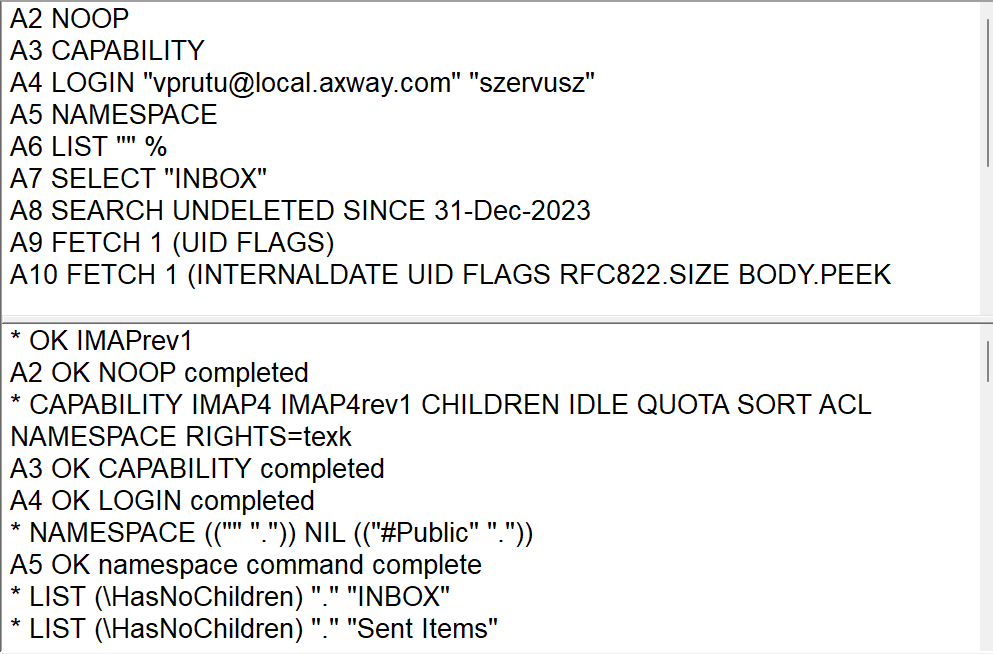 A2 NOOP
A3 CAPABILITY
A4 LOGIN "vprutu@local.axway.com" "szervusz"
A5 NAMESPACE
A6 LIST "" %
A7 SELECT "INBOX"
A8 SEARCH UNDELETED SINCE 31-Dec-2023
A9 FETCH 1 (UID FLAGS)
A10 FETCH 1 (INTERNALDATE UID FLAGS RFC822.SIZE BODY.PEEK
* OK IMAPrev1
A2 OK NOOP completed
* CAPABILITY IMAP4 IMAP4rev1 CHILDREN IDLE QUOTA SORT ACL
NAMESPACE RIGHTS=texk
A3 OK CAPABILITY completed
A4 OK LOGIN completed
* NAMESPACE (("" ".")) NIL (("#Public" "."))
A5 OK namespace command complete
* LIST (\HasNoChildren) "." "INBOX"
* LIST (\HasNoChildren) "." "Sent Items"